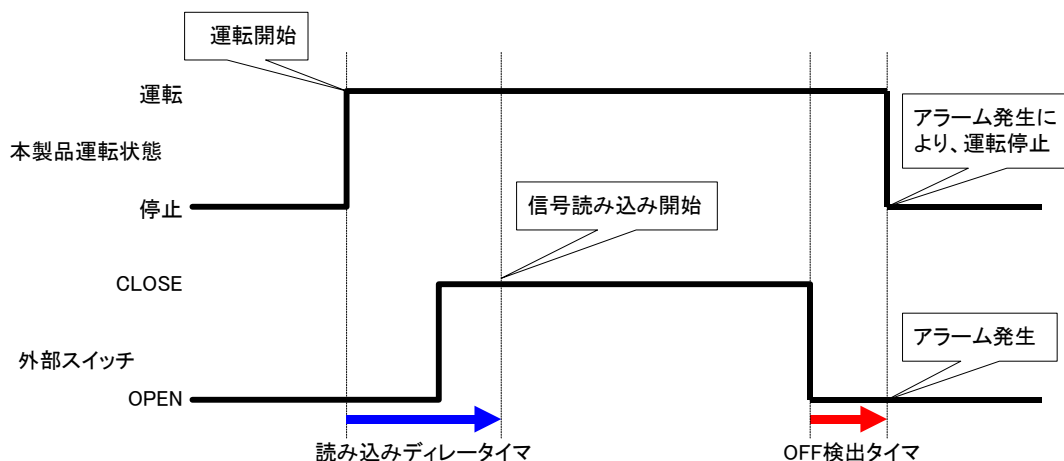 運転開始
運転
本製品運転状態
停止
アラーム発生に
より、運転停止
信号読み込み開始
CLOSE
外部スイッチ
OPEN
アラーム発生
読み込みディレータイマ
OFF検出タイマ